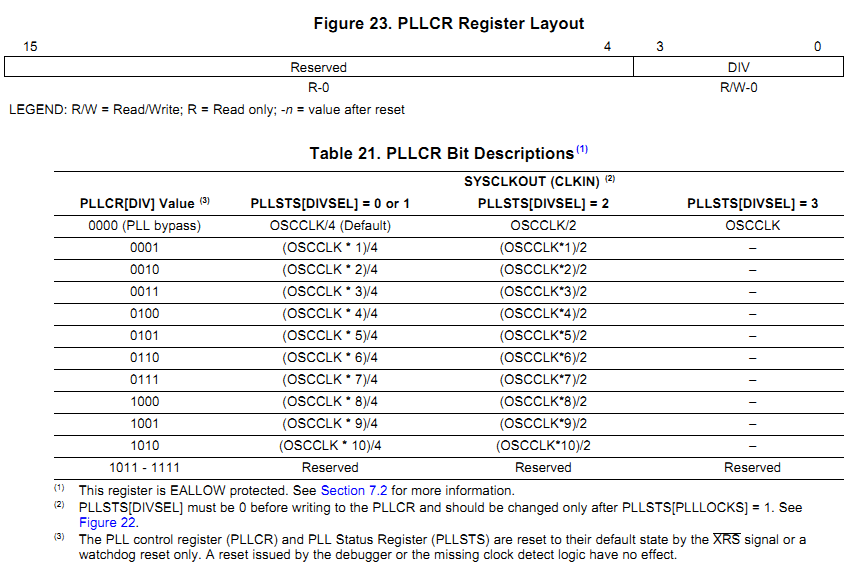 Figure 23. PLLCR Register Layout
15 4 3 0
Reserved DIV
R-0 R/W-0
LEGEND: R/W = Read/Write; R = Read only; -n = value after reset
Table 21. PLLCR Bit Descriptions(1)
SYSCLKOUT (CLKIN) (2)
PLLCR[DIV] Value (3) PLLSTS[DIVSEL] = 0 or 1 PLLSTS[DIVSEL] = 2 PLLSTS[DIVSEL] = 3
0000 (PLL bypass) OSCCLK/4 (Default) OSCCLK/2 OSCCLK
0001 (OSCCLK * 1)/4 (OSCCLK*1)/2 –
0010 (OSCCLK * 2)/4 (OSCCLK*2)/2 –
0011 (OSCCLK * 3)/4 (OSCCLK*3)/2 –
0100 (OSCCLK * 4)/4 (OSCCLK*4)/2 –
0101 (OSCCLK * 5)/4 (OSCCLK*5)/2 –
0110 (OSCCLK * 6)/4 (OSCCLK*6)/2 –
0111 (OSCCLK * 7)/4 (OSCCLK*7)/2 –
1000 (OSCCLK * 8)/4 (OSCCLK*8)/2 –
1001 (OSCCLK * 9)/4 (OSCCLK*9)/2 –
1010 (OSCCLK * 10)/4 (OSCCLK*10)/2 –
1011 - 1111 Reserved Reserved Reserved
(1) This register is EALLOW protected. See Section 7.2 for more information.
(2) PLLSTS[DIVSEL] must be 0 before writing to the PLLCR and should be changed only after PLLSTS[PLLLOCKS] = 1. See
Figure 22.
(3) The PLL control register (PLLCR) and PLL Status Register (PLLSTS) are reset to their default state by the XRS signal or a
watchdog reset only. A reset issued by the debugger or the missing clock detect logic have no effect.